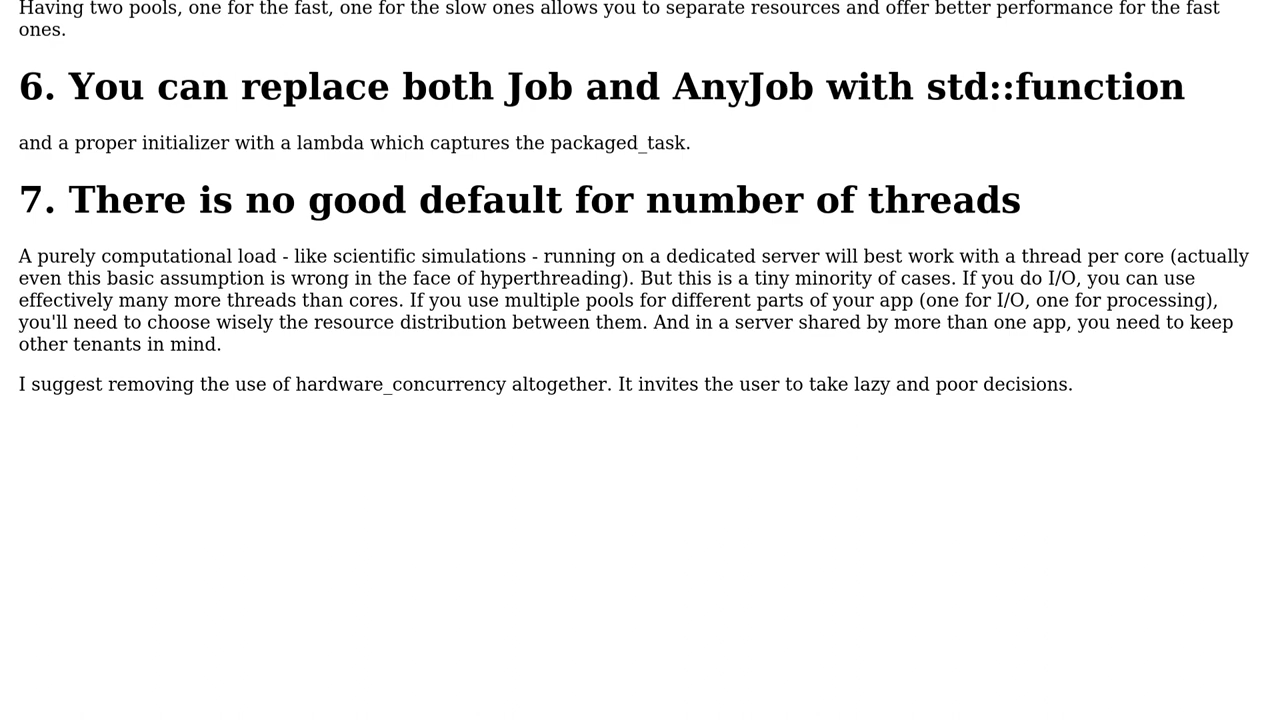 Having two pools, one for the fast, one for the slow ones allows you to separate resources and offer better performance for the fast
ones.
6. You can replace both Job and AnyJob with std::function
and a proper initializer with a lambda which captures the packaged_task.
7. There is no good default for number of threads
A purely computational load - like scientific simulations - running on a dedicated server will best work with a thread per core (actually
even this basic assumption is wrong in the face of hyperthreading). But this is a tiny minority of cases. If you do I/O, you can use
effectively many more threads than cores. If you use multiple pools for different parts of your app (one for I/O, one for processing),
you'll need to choose wisely the resource distribution between them. And in a server shared by more than one app, you need to keep
other tenants in mind.
I suggest removing the use of hardware_concurrency altogether. It invites the user to take lazy and poor decisions.